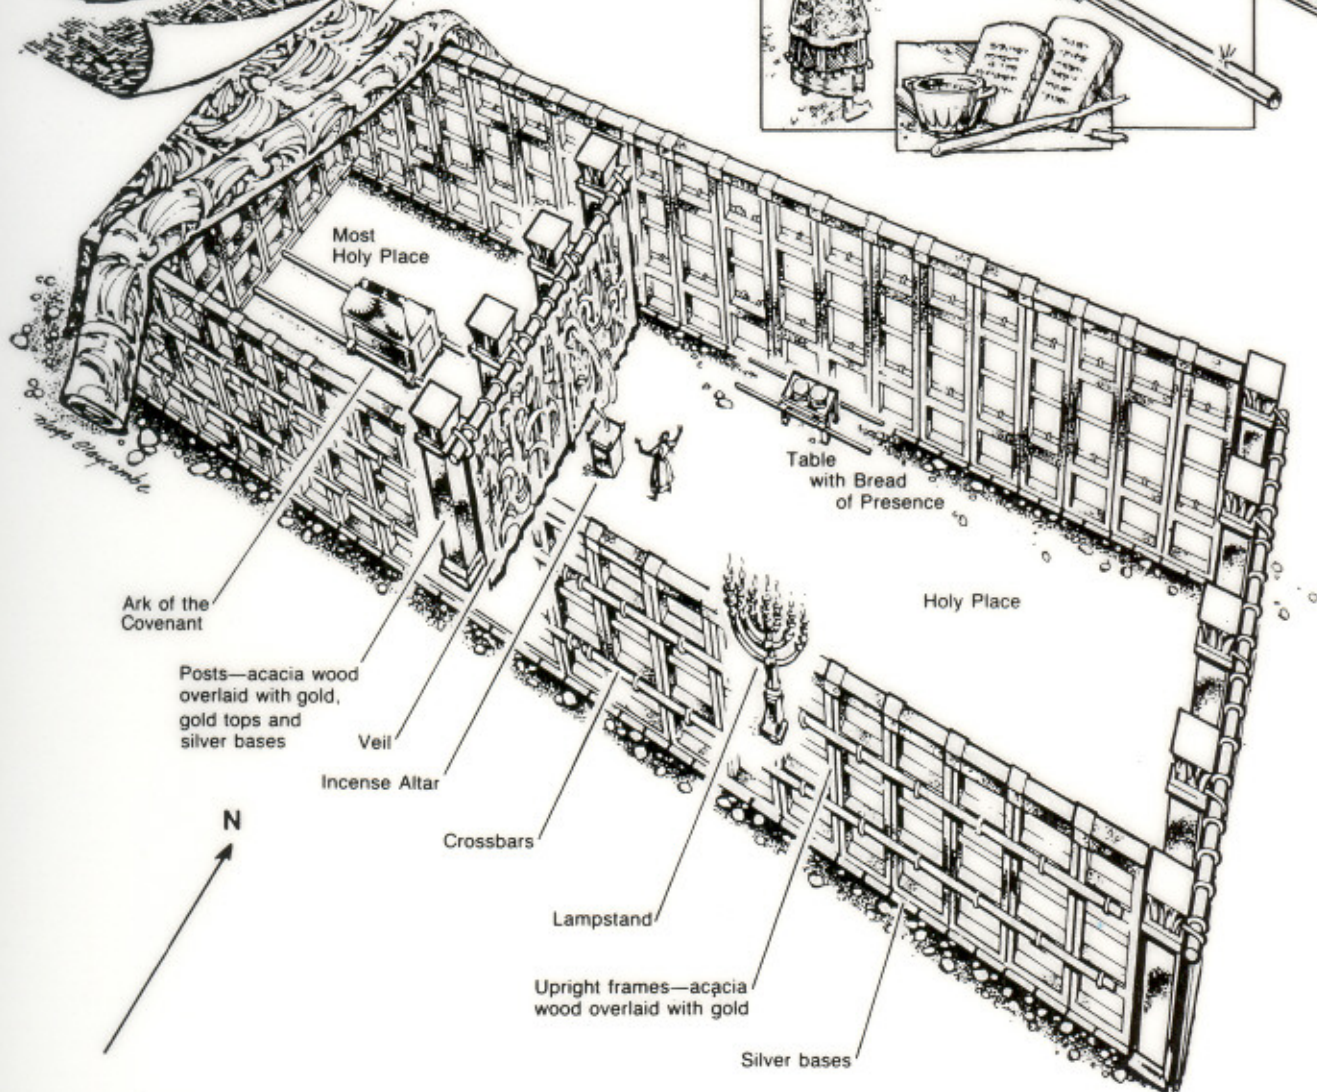 Most
Holy Place
Table
with Bread
of Presence
Holy Place
Ark of the
Covenant
Posts—acacia wood
overlaid with gold,
gold tops and
silver bases
Veil
Incense Altar
N
Crossbars
Lampstand
Upright frames—acacia
wood overlaid with gold
Silver bases